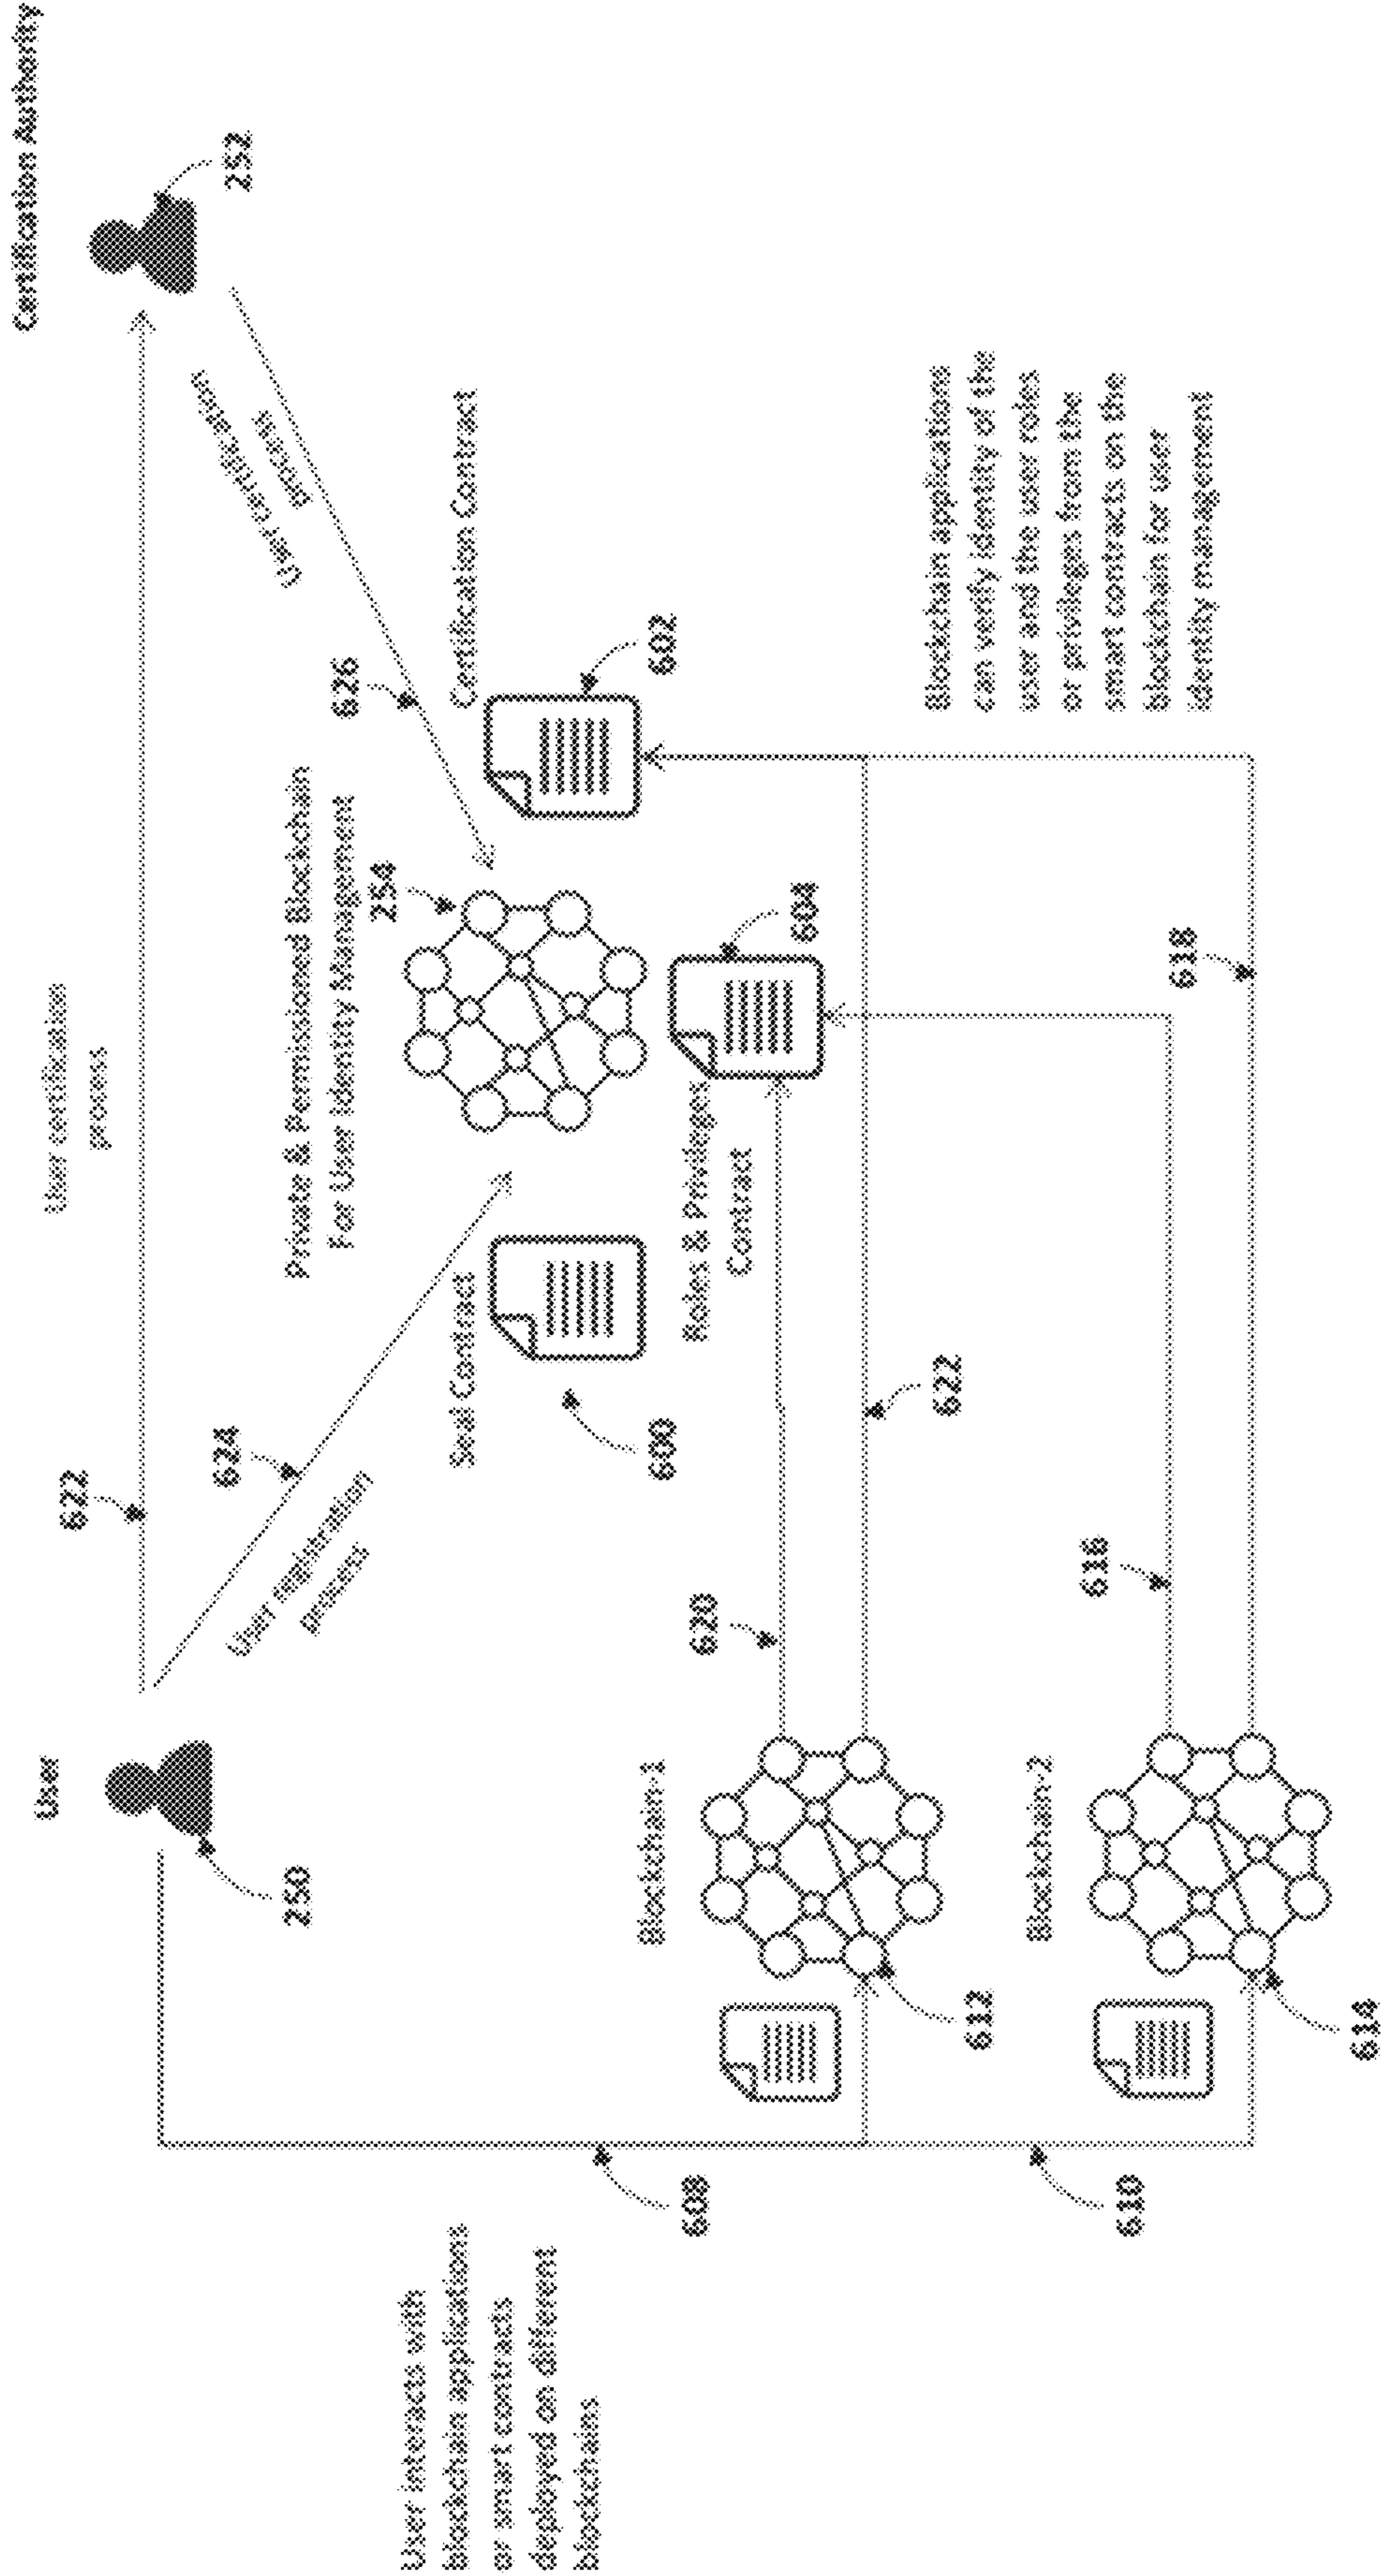 Certification Authority
252
User certification
process
622
User
250
User certification
process
626
624
User registration
process
Private & Permissioned Blockchain
For User Identity Management
254
Certification Contract
602
Seal Contract
600
Roles & Privileges
Contract
604
User interacts with
blockchain applications
or smart contracts
deployed on different
blockchains
608
610
Blockchain-1
612
620
622
Blockchain-2
614
616
618
Blockchain applications
can verify identity of the
user and the user roles
or privileges from the
smart contracts on the
blockchain for user
identity management